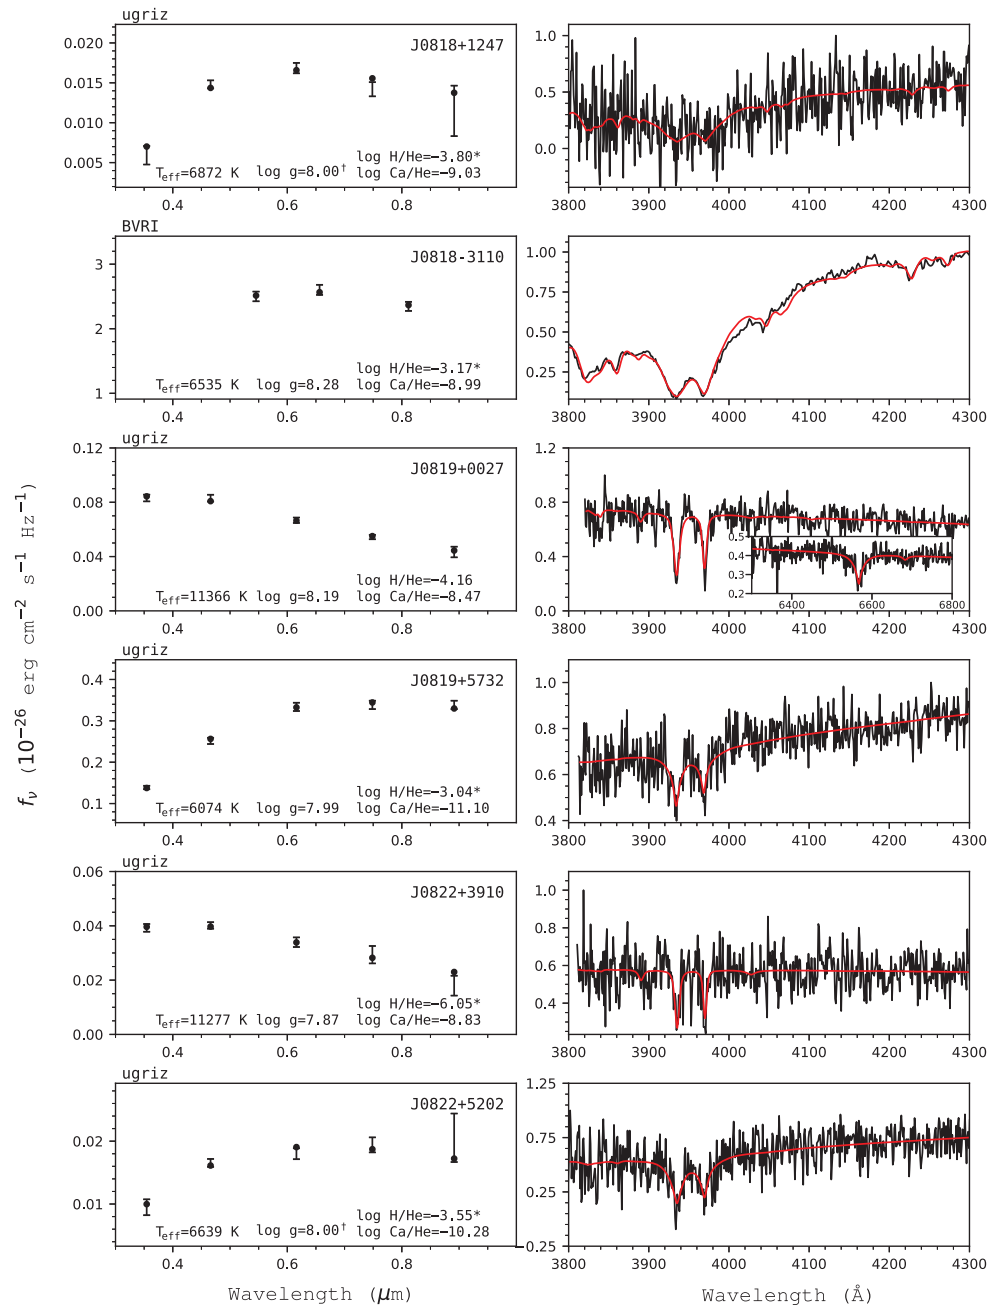 ugriz
J0818+1247
0.020
0.015
0.010
0.005
log H/He=−3.80*
T_eff=6872 K log g=8.00† log Ca/He=−9.03
0.4 0.6 0.8
1.0
0.5
0.0
3800 3900 4000 4100 4200 4300
BVRI
J0818-3110
3
2
1
log H/He=−3.17*
T_eff=6535 K log g=8.28 log Ca/He=−8.99
0.4 0.6 0.8
1.00
0.75
0.50
0.25
3800 3900 4000 4100 4200 4300
ugriz
J0819+0027
0.12
0.08
0.04
0.00
log H/He=−4.16
T_eff=11366 K log g=8.19 log Ca/He=−8.47
0.4 0.6 0.8
1.2
0.8
0.4
0.0
0.5
0.4
0.3
0.2
6400 6600 6800
3800 3900 4000 4100 4200 4300
ugriz
J0819+5732
0.4
0.3
0.2
0.1
log H/He=−3.04*
T_eff=6074 K log g=7.99 log Ca/He=−11.10
0.4 0.6 0.8
1.0
0.8
0.6
0.4
3800 3900 4000 4100 4200 4300
ugriz
J0822+3910
0.06
0.04
0.02
0.00
log H/He=−6.05*
T_eff=11277 K log g=7.87 log Ca/He=−8.83
0.4 0.6 0.8
1.0
0.8
0.6
0.4
3800 3900 4000 4100 4200 4300
ugriz
J0822+5202
0.02
0.01
log H/He=−3.55*
T_eff=6639 K log g=8.00† log Ca/He=−10.28
0.4 0.6 0.8
1.25
0.75
0.25
−0.25
3800 3900 4000 4100 4200 4300
f_ν (10⁻²⁶ erg cm⁻² s⁻¹ Hz⁻¹)
Wavelength (μm)
Wavelength (Å)